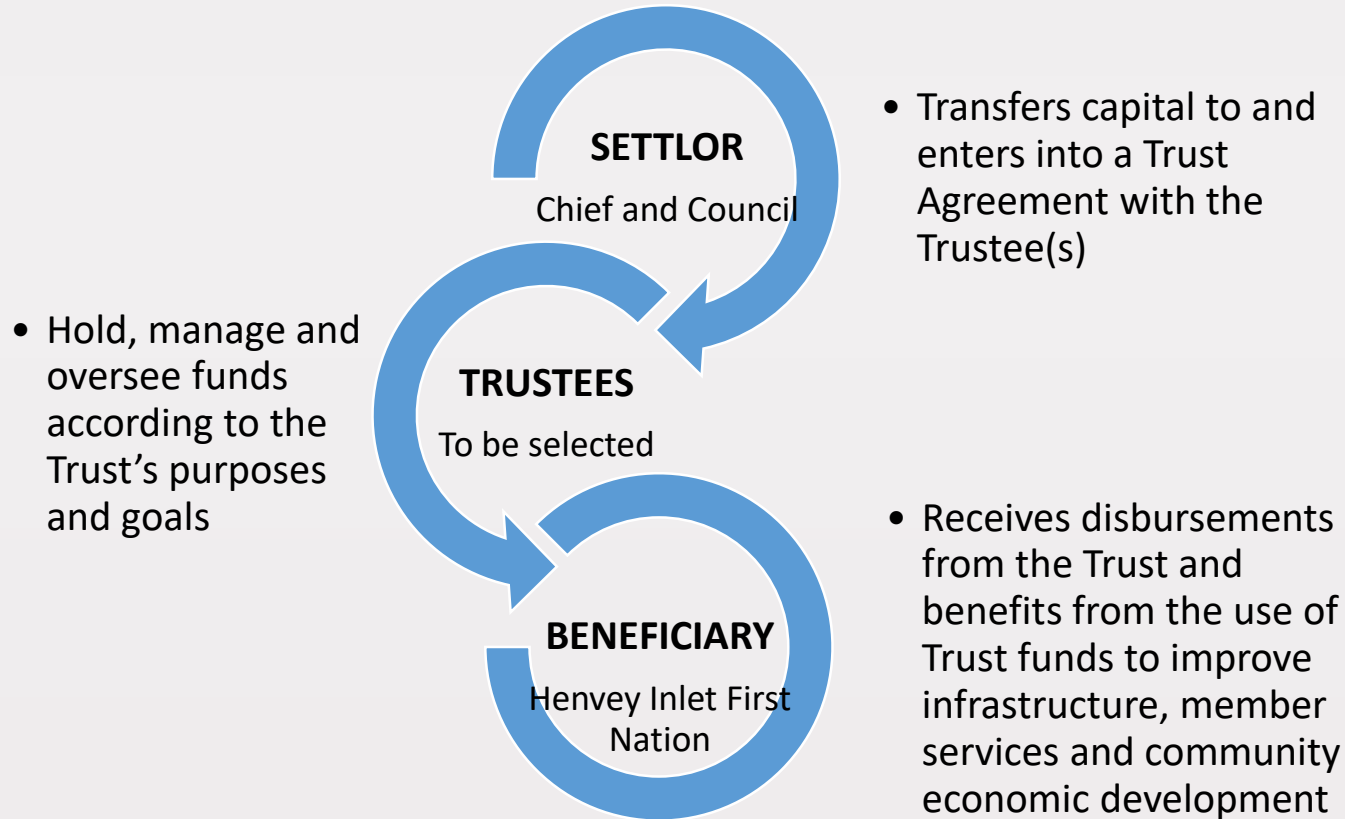 SETTLOR
Chief and Council
• Transfers capital to and
enters into a Trust
Agreement with the
Trustee(s)
• Hold, manage and
oversee funds
according to the
Trust’s purposes
and goals
TRUSTEES
To be selected
BENEFICIARY
Henvey Inlet First
Nation
• Receives disbursements
from the Trust and
benefits from the use of
Trust funds to improve
infrastructure, member
services and community
economic development